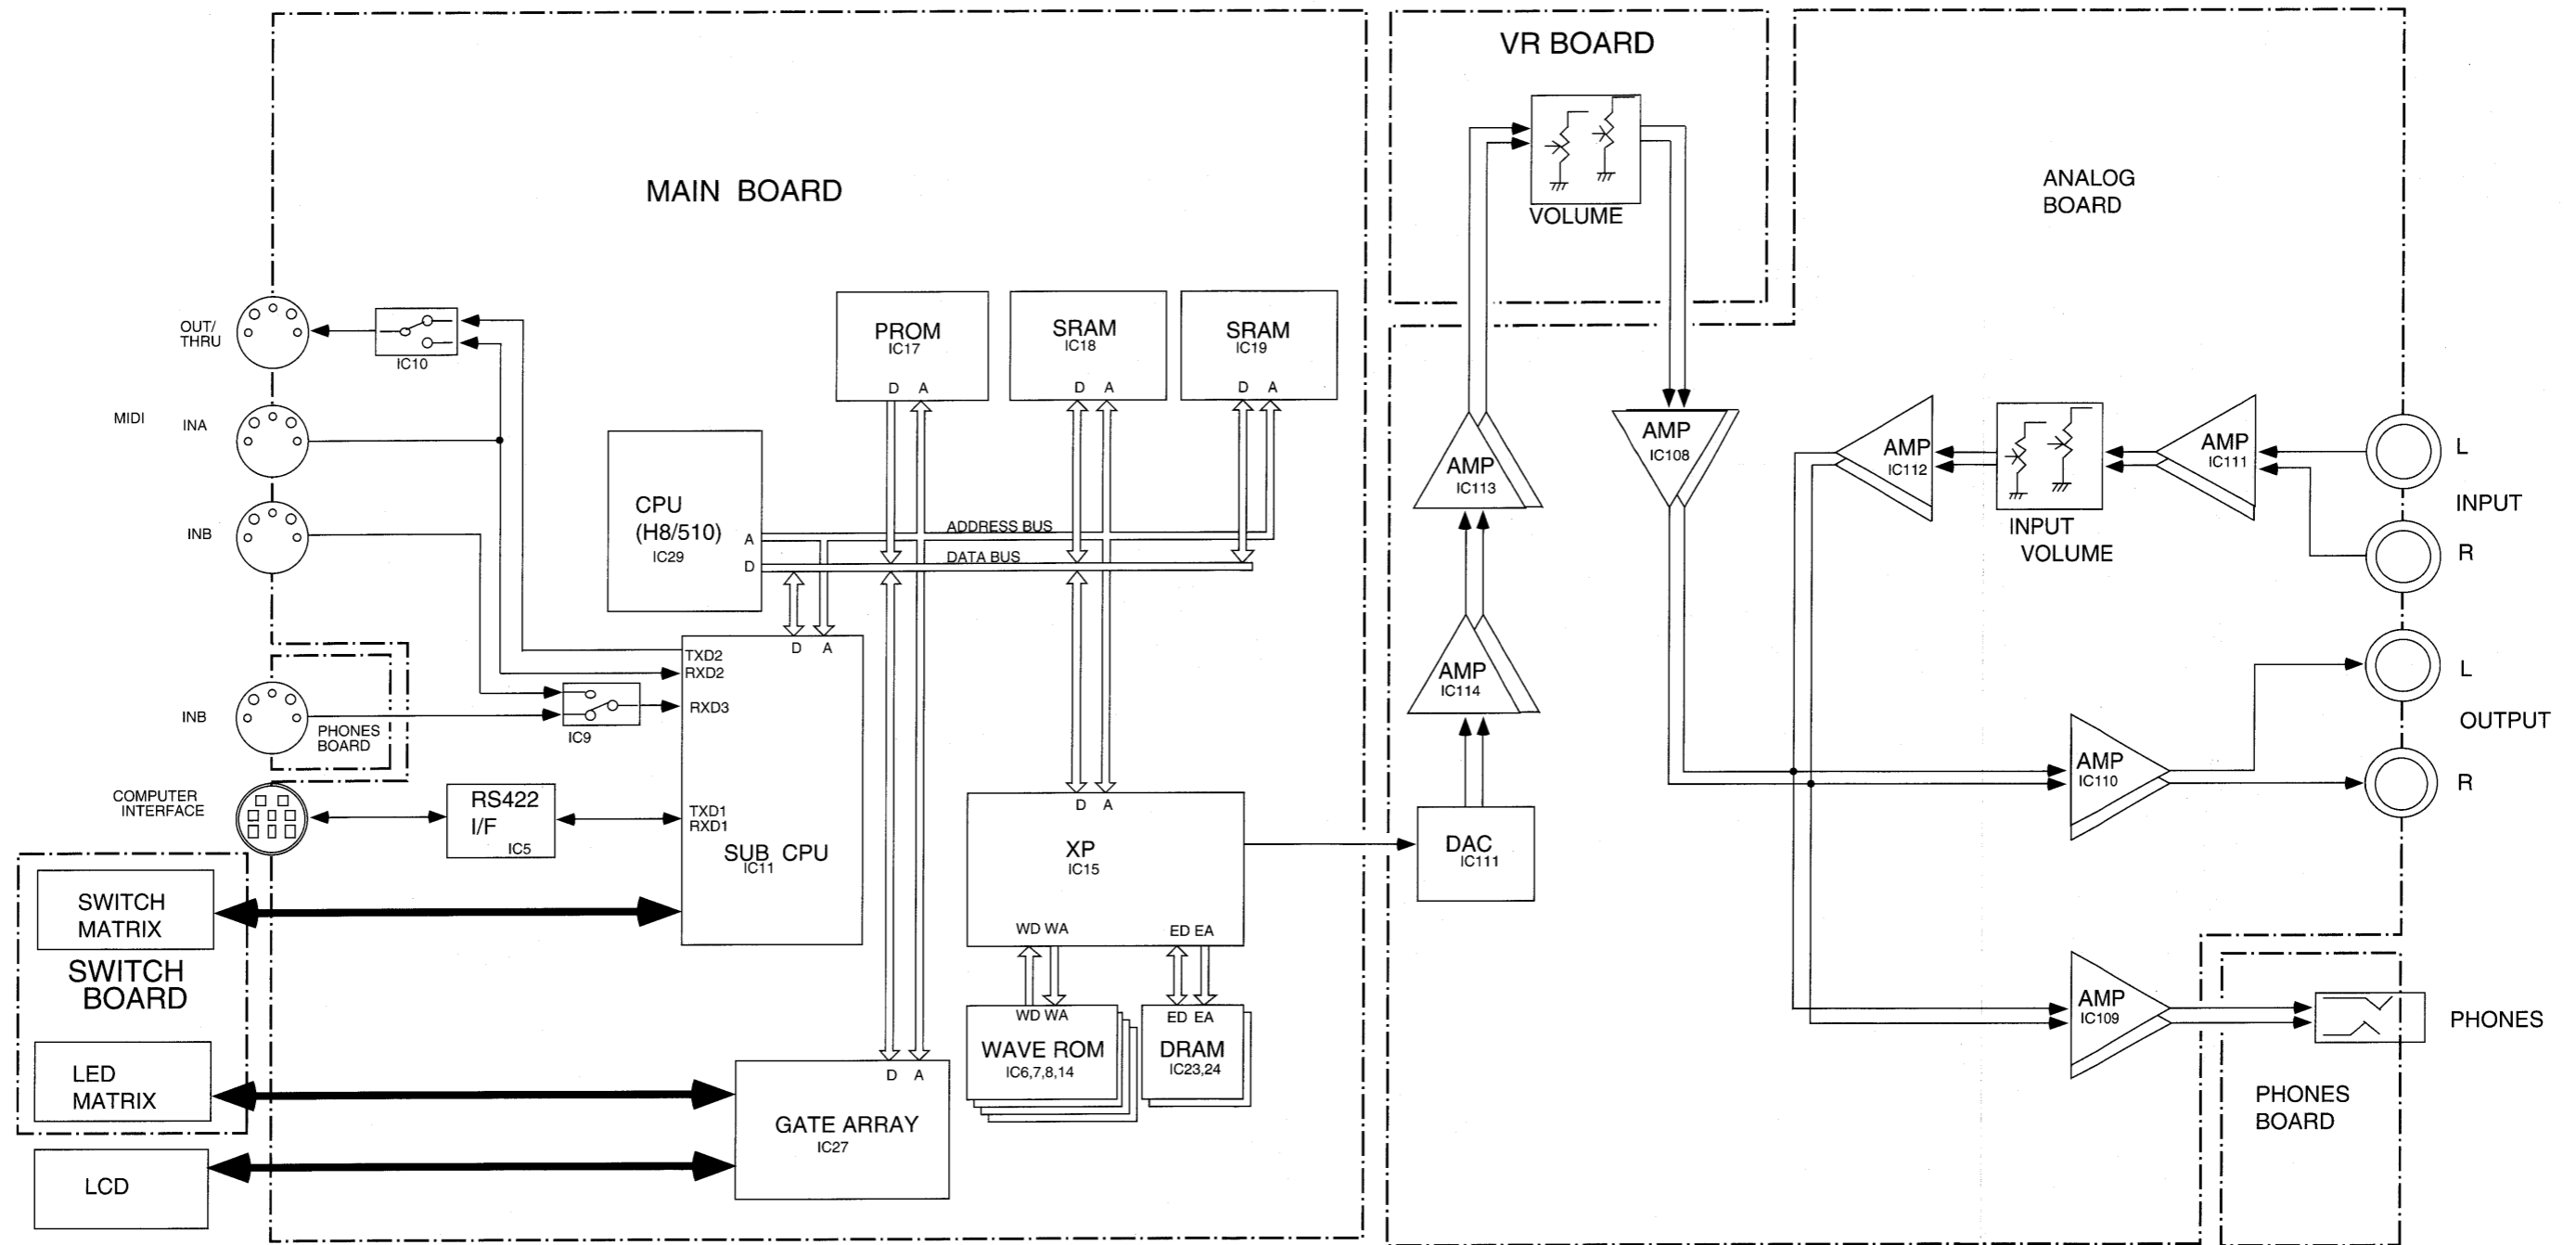 VR BOARD
MAIN BOARD
ANALOG
BOARD
VOLUME
OUT/
THRU
IC10
PROM
IC17
D A
SRAM
IC18
D A
SRAM
IC19
D A
MIDI
INA
INB
CPU
(H8/510)
IC29
A
D
ADDRESS BUS
DATA BUS
AMP
IC113
AMP
IC108
AMP
IC112
INPUT
VOLUME
AMP
IC111
L
INPUT
R
D A
TXD2
RXD2
RXD3
TXD1
RXD1
SUB CPU
IC11
INB
PHONES
BOARD
IC9
COMPUTER
INTERFACE
RS422
I/F
IC5
AMP
IC114
DAC
IC111
D A
XP
IC15
WD WA
ED EA
AMP
IC110
L
OUTPUT
R
SWITCH
MATRIX
SWITCH
BOARD
LED
MATRIX
LCD
D A
GATE ARRAY
IC27
WD WA
WAVE ROM
IC6,7,8,14
ED EA
DRAM
IC23,24
AMP
IC109
PHONES
PHONES
BOARD